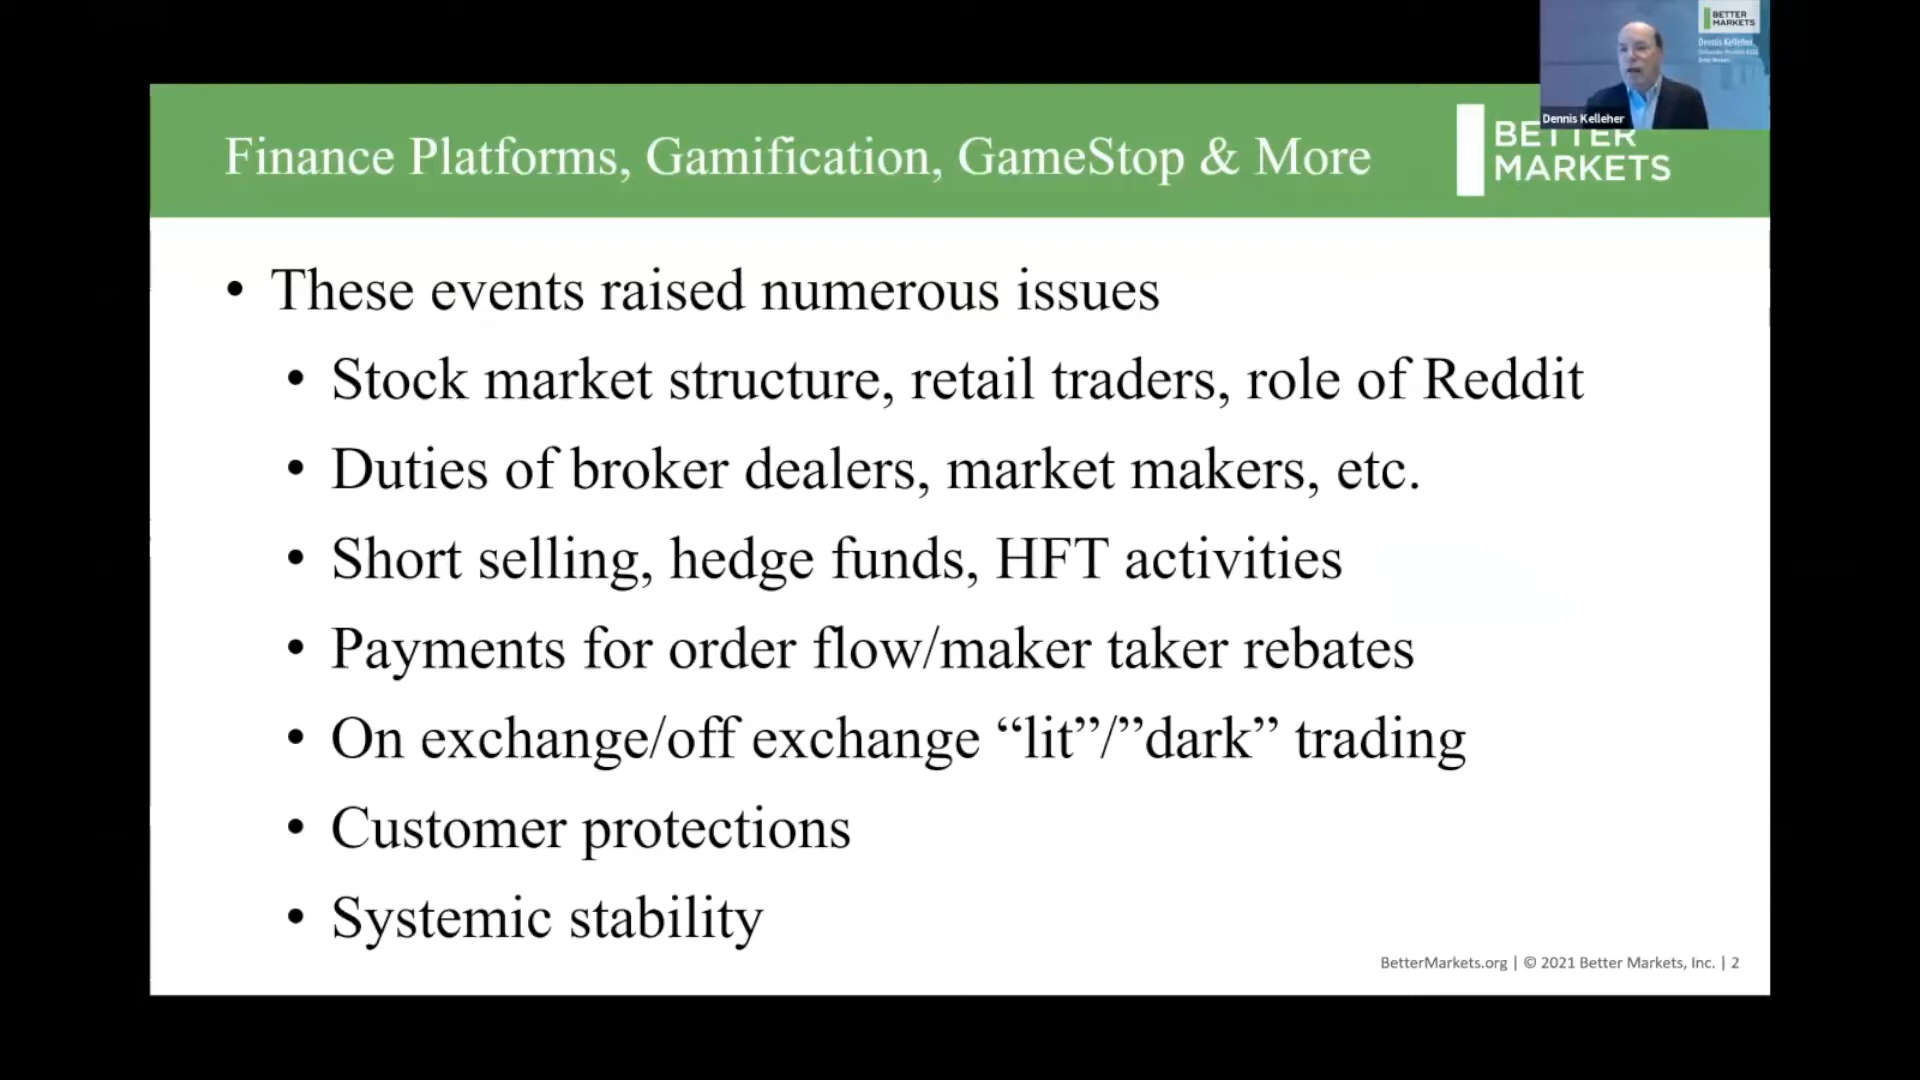 BETTER
MARKETS
Dennis Kelleher
Dennis Kelleher
Finance Platforms, Gamification, GameStop & More
BETTER
MARKETS
• These events raised numerous issues
• Stock market structure, retail traders, role of Reddit
• Duties of broker dealers, market makers, etc.
• Short selling, hedge funds, HFT activities
• Payments for order flow/maker taker rebates
• On exchange/off exchange “lit”/”dark” trading
• Customer protections
• Systemic stability
BetterMarkets.org | © 2021 Better Markets, Inc. | 2